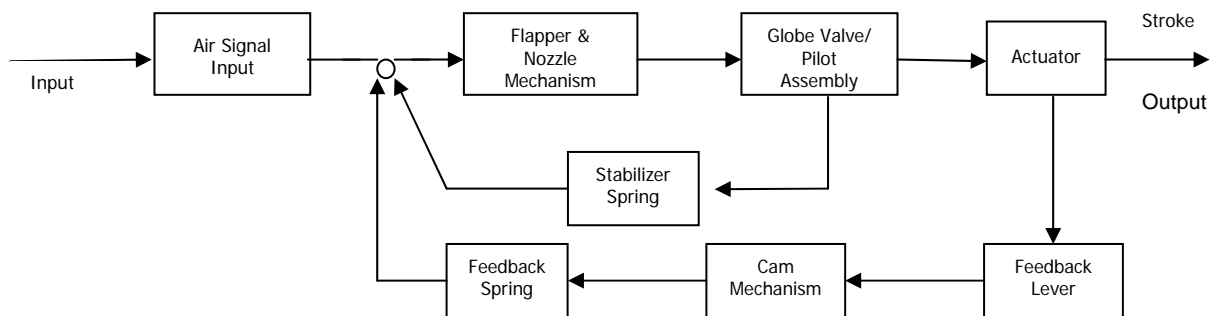 Input
Air Signal
Input
Flapper &
Nozzle
Mechanism
Globe Valve/
Pilot
Assembly
Actuator
Stroke
Output
Stabilizer
Spring
Feedback
Spring
Cam
Mechanism
Feedback
Lever